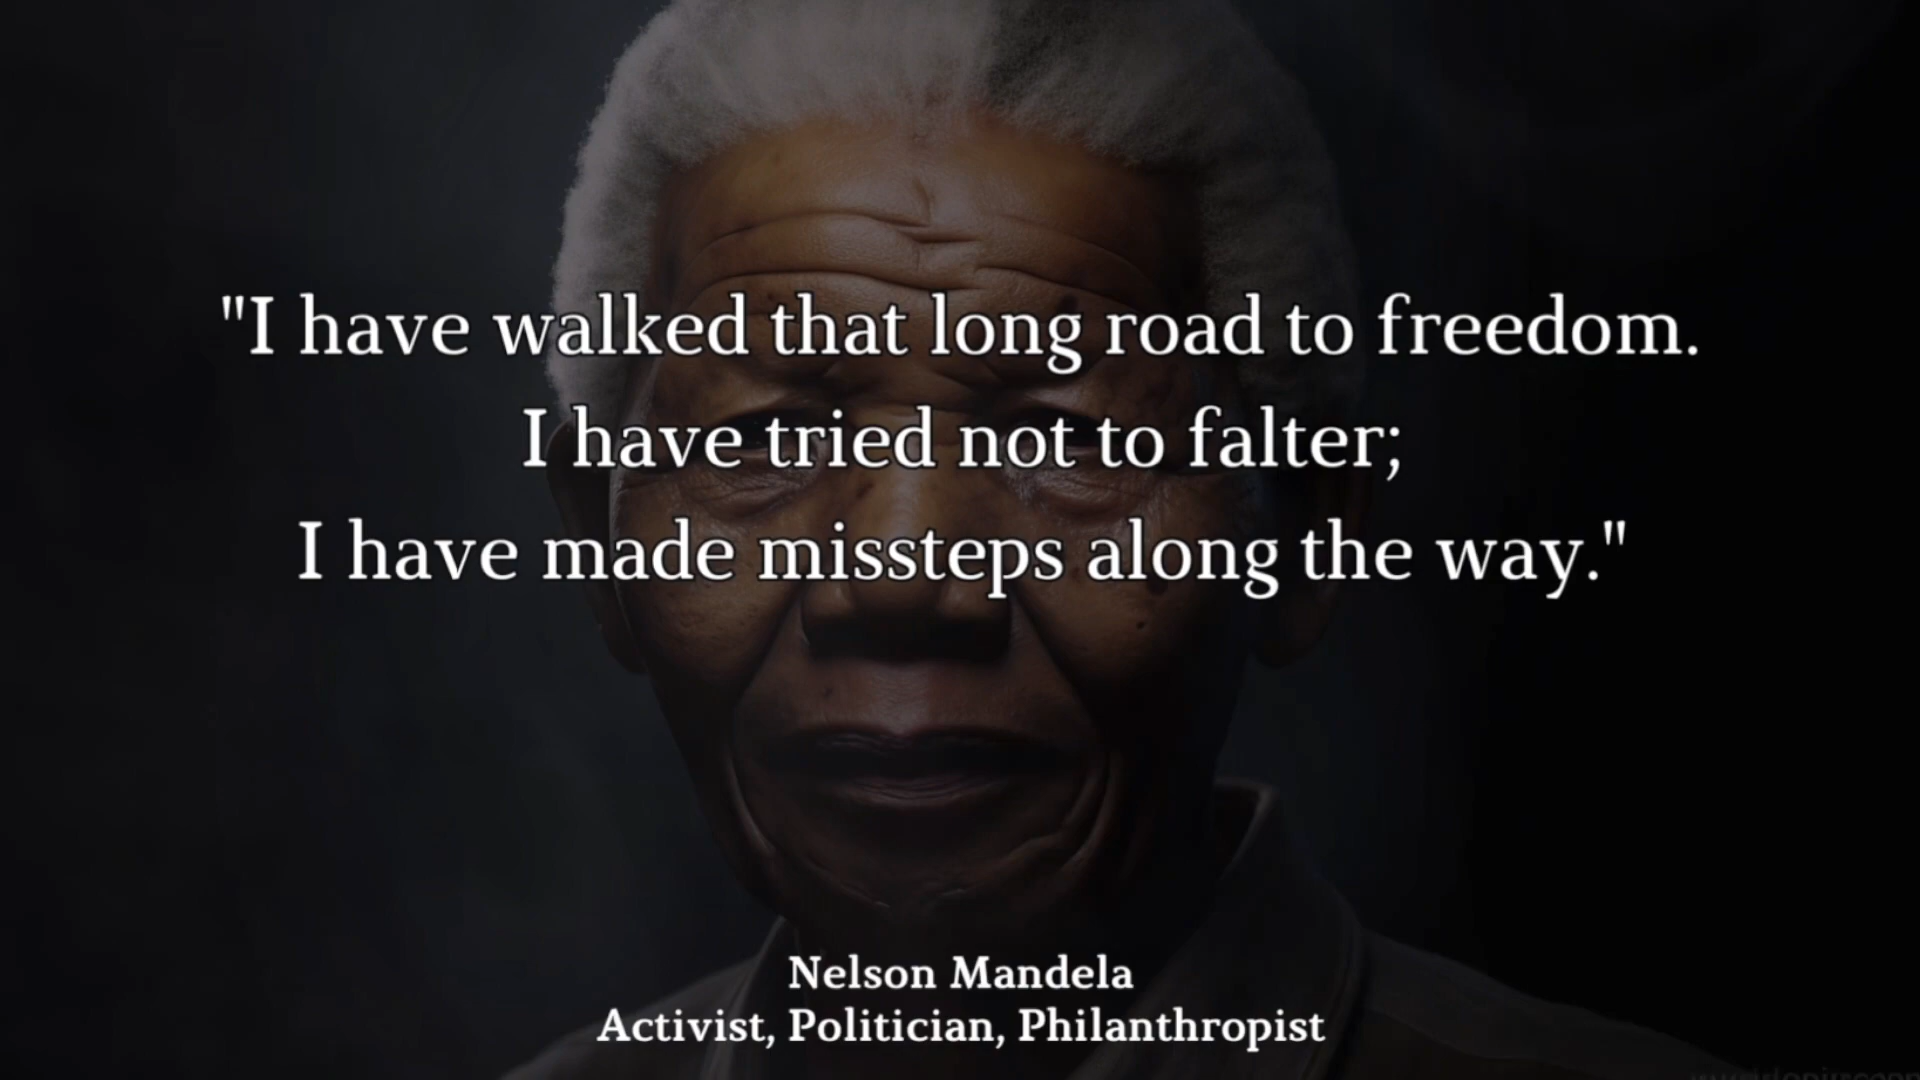 "I have walked that long road to freedom.
I have tried not to falter;
I have made missteps along the way."
Nelson Mandela
Activist, Politician, Philanthropist